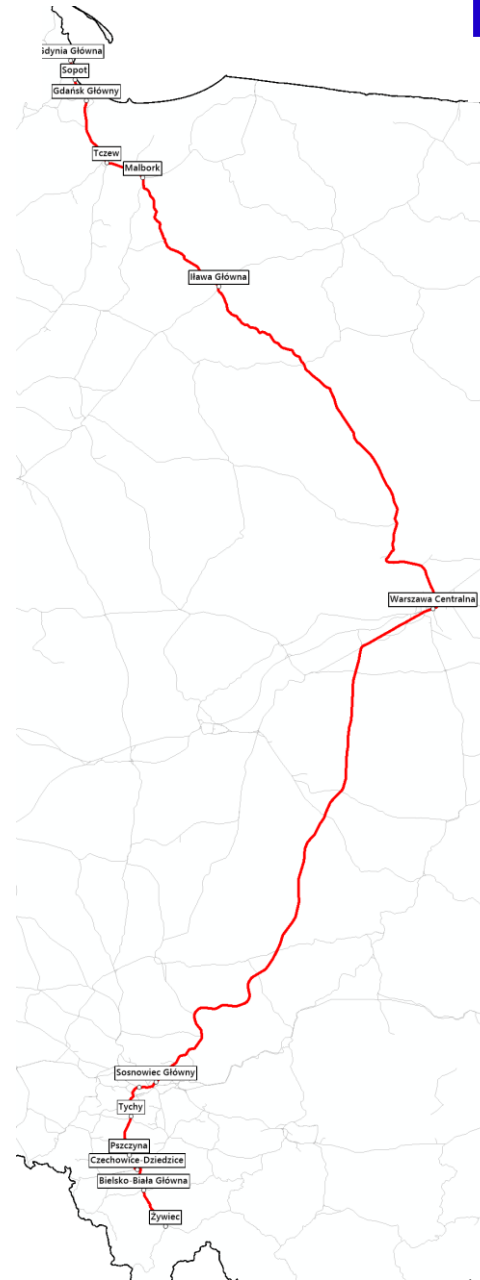 Gdynia Główna
Sopot
Gdańsk Główny
Tczew
Malbork
Iława Główna
Warszawa Centralna
Sosnowiec Główny
Tychy
Pszczyna
Czechowice-Dziedzice
Bielsko-Biała Główna
Żywiec